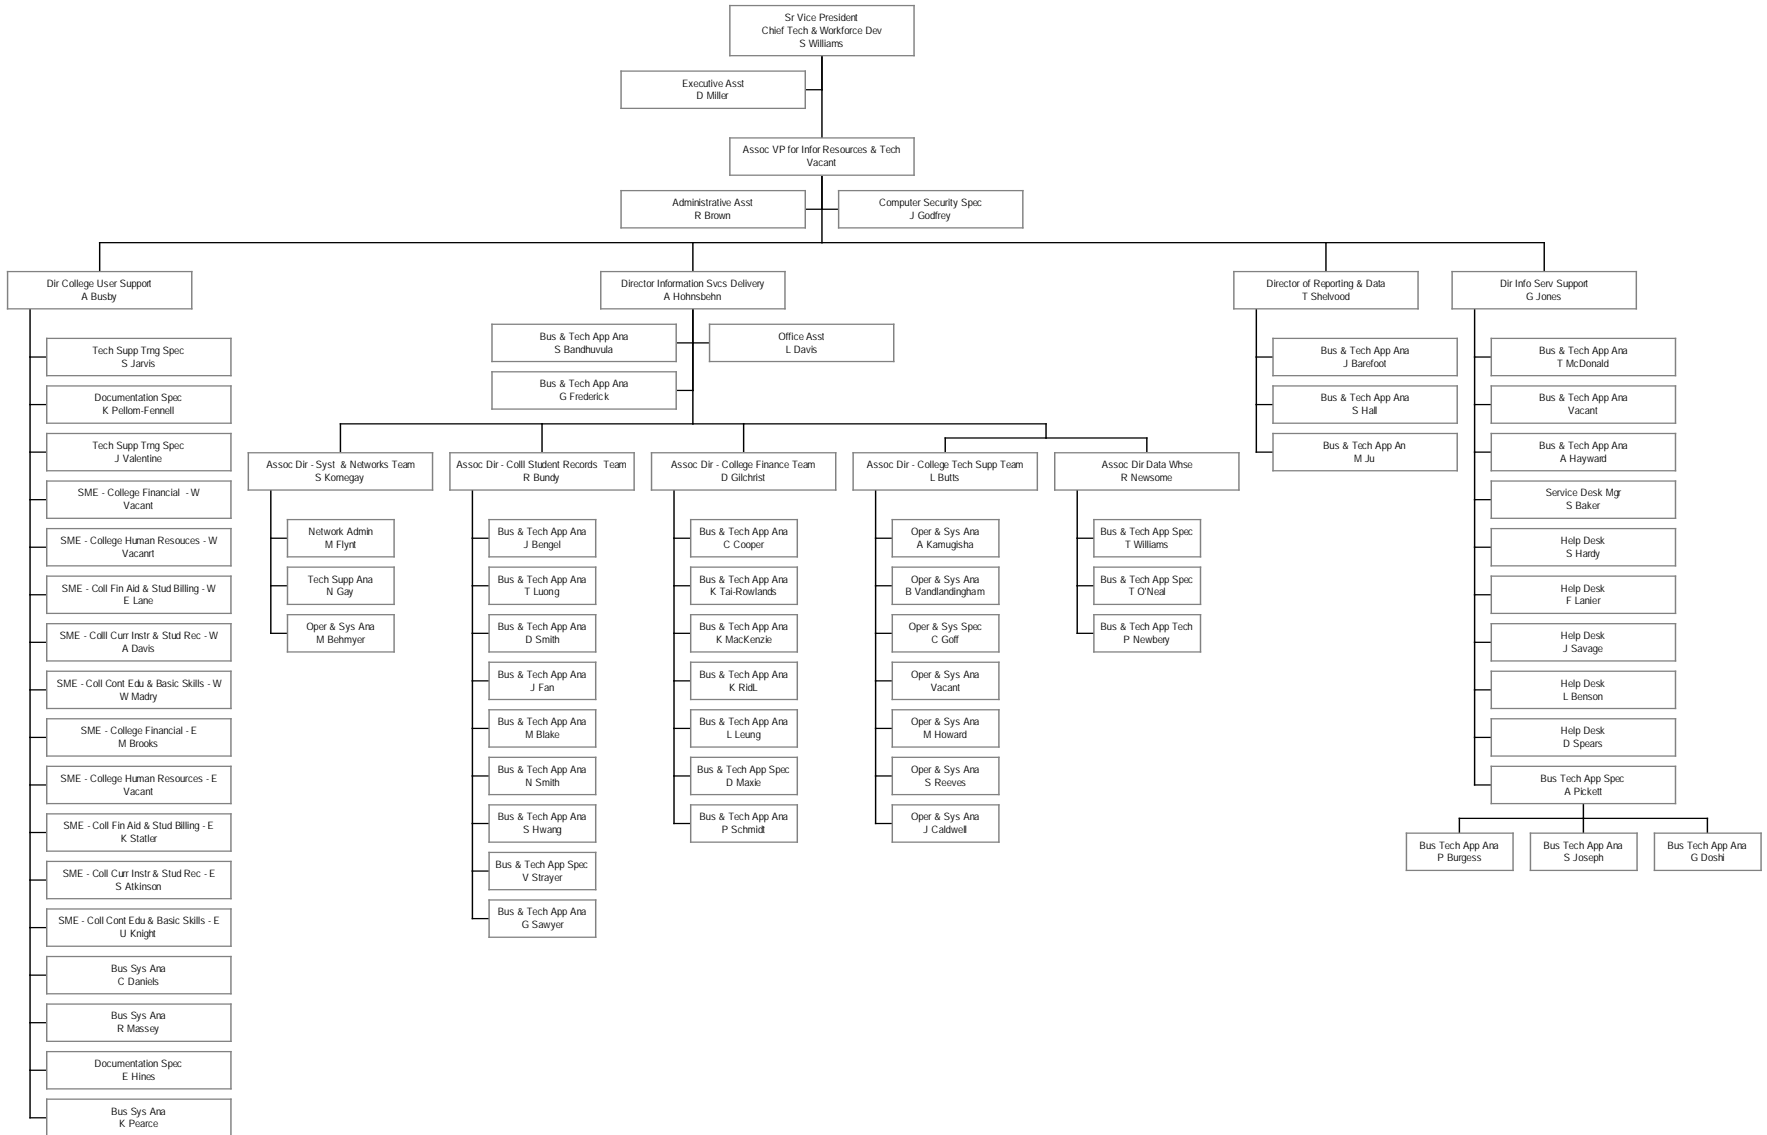 Sr Vice President
Chief Tech & Workforce Dev
S Williams
Executive Asst
D Miller
Assoc VP for Infor Resources & Tech
Vacant
Administrative Asst
R Brown
Computer Security Spec
J Godfrey
Dir College User Support
A Busby
Tech Supp Trng Spec
S Jarvis
Documentation Spec
K Pellom-Fennell
Tech Supp Trng Spec
J Valentine
SME - College Financial - W
Vacant
SME - College Human Resouces - W
Vacanrt
SME - Coll Fin Aid & Stud Billing - W
E Lane
SME - Colll Curr Instr & Stud Rec - W
A Davis
SME - Coll Cont Edu & Basic Skills - W
W Madry
SME - College Financial - E
M Brooks
SME - College Human Resources - E
Vacant
SME - Coll Fin Aid & Stud Billing - E
K Statler
SME - Coll Curr Instr & Stud Rec - E
S Atkinson
SME - Coll Cont Edu & Basic Skills - E
U Knight
Bus Sys Ana
C Daniels
Bus Sys Ana
R Massey
Documentation Spec
E Hines
Bus Sys Ana
K Pearce
Director Information Svcs Delivery
A Hohnsbehn
Bus & Tech App Ana
S Bandhuvula
Office Asst
L Davis
Bus & Tech App Ana
G Frederick
Assoc Dir - Syst & Networks Team
S Kornegay
Network Admin
M Flynt
Tech Supp Ana
N Gay
Oper & Sys Ana
M Behmyer
Assoc Dir - Colll Student Records Team
R Bundy
Bus & Tech App Ana
J Bengel
Bus & Tech App Ana
T Luong
Bus & Tech App Ana
D Smith
Bus & Tech App Ana
J Fan
Bus & Tech App Ana
M Blake
Bus & Tech App Ana
N Smith
Bus & Tech App Ana
S Hwang
Bus & Tech App Spec
V Strayer
Bus & Tech App Ana
G Sawyer
Assoc Dir - College Finance Team
D Gilchrist
Bus & Tech App Ana
C Cooper
Bus & Tech App Ana
K Tai-Rowlands
Bus & Tech App Ana
K MacKenzie
Bus & Tech App Ana
K RidL
Bus & Tech App Ana
L Leung
Bus & Tech App Spec
D Maxie
Bus & Tech App Ana
P Schmidt
Assoc Dir - College Tech Supp Team
L Butts
Oper & Sys Ana
A Kamugisha
Oper & Sys Ana
B Vandlandingham
Oper & Sys Spec
C Goff
Oper & Sys Ana
Vacant
Oper & Sys Ana
M Howard
Oper & Sys Ana
S Reeves
Oper & Sys Ana
J Caldwell
Assoc Dir Data Whse
R Newsome
Bus & Tech App Spec
T Williams
Bus & Tech App Spec
T O'Neal
Bus & Tech App Tech
P Newbery
Director of Reporting & Data
T Shelvood
Bus & Tech App Ana
J Barefoot
Bus & Tech App Ana
S Hall
Bus & Tech App An
M Ju
Dir Info Serv Support
G Jones
Bus & Tech App Ana
T McDonald
Bus & Tech App Ana
Vacant
Bus & Tech App Ana
A Hayward
Service Desk Mgr
S Baker
Help Desk
S Hardy
Help Desk
F Lanier
Help Desk
J Savage
Help Desk
L Benson
Help Desk
D Spears
Bus Tech App Spec
A Pickett
Bus Tech App Ana
P Burgess
Bus Tech App Ana
S Joseph
Bus Tech App Ana
G Doshi